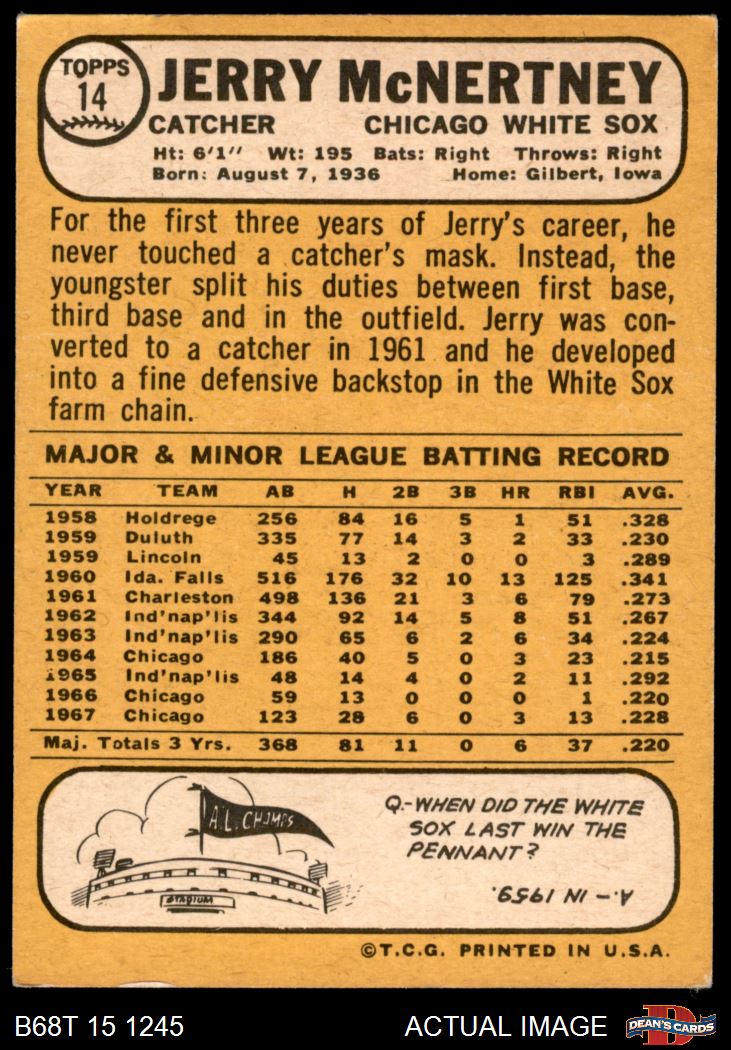 TOPPS
14
JERRY McNERTNEY
CATCHER CHICAGO WHITE SOX
Ht: 6'1" Wt: 195 Bats: Right Throws: Right
Born: August 7, 1936 Home: Gilbert, Iowa
For the first three years of Jerry's career, he
never touched a catcher's mask. Instead, the
youngster split his duties between first base,
third base and in the outfield. Jerry was con-
verted to a catcher in 1961 and he developed
into a fine defensive backstop in the White Sox
farm chain.
MAJOR & MINOR LEAGUE BATTING RECORD
YEAR TEAM AB H 2B 3B HR RBI AVG.
1958 Holdrege 256 84 16 5 1 51 .328
1959 Duluth 335 77 14 3 2 33 .230
1959 Lincoln 45 13 2 0 0 3 .289
1960 Ida. Falls 516 176 32 10 13 125 .341
1961 Charleston 498 136 21 3 6 79 .273
1962 Ind'nap'lis 344 92 14 5 8 51 .267
1963 Ind'nap'lis 290 65 6 2 6 34 .224
1964 Chicago 186 40 5 0 3 23 .215
1965 Ind'nap'lis 48 14 4 0 2 11 .292
1966 Chicago 59 13 0 0 0 1 .220
1967 Chicago 123 28 6 0 3 13 .228
Maj. Totals 3 Yrs. 368 81 11 0 6 37 .220
A.L. CHAMPS
STADIUM
Q.-WHEN DID THE WHITE
SOX LAST WIN THE
PENNANT?
A.- IN 1959.
©T.C.G. PRINTED IN U.S.A.
B68T 15 1245 ACTUAL IMAGE
D
DEAN'S CARDS